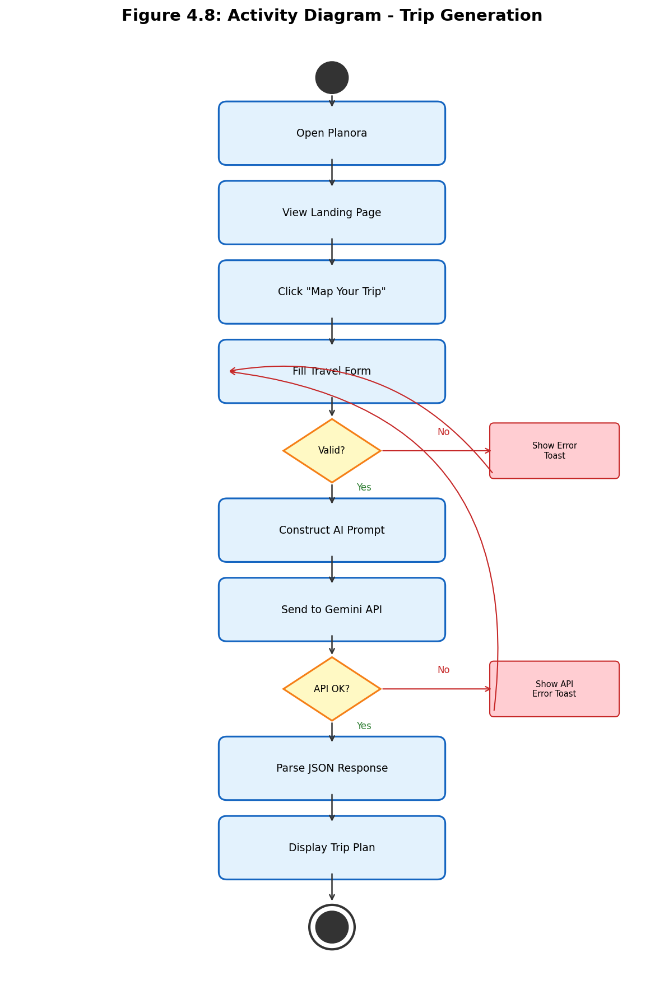 Figure 4.8: Activity Diagram - Trip Generation
Open Planora
View Landing Page
Click "Map Your Trip"
Fill Travel Form
Valid?
No
Show Error
Toast
Yes
Construct AI Prompt
Send to Gemini API
API OK?
No
Show API
Error Toast
Yes
Parse JSON Response
Display Trip Plan